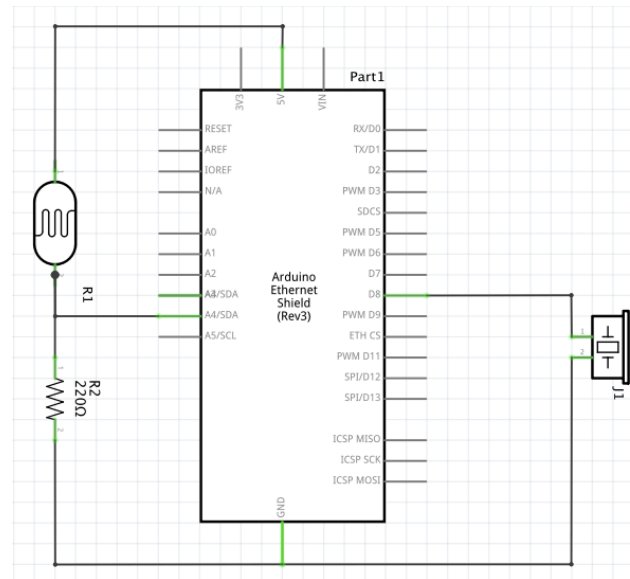 Part1
3V3
5V
VIN
RESET
AREF
IOREF
N/A
A0
A1
A2
A4/SDA
A5/SCL
RX/D0
TX/D1
D2
PWM D3
SDCS
PWM D5
PWM D6
D7
D8
PWM D9
ETH CS
PWM D11
SPI/D12
SPI/D13
ICSP MISO
ICSP SCK
ICSP MOSI
GND
Arduino
Ethernet
Shield
(Rev3)
R1
R2
220Ω
1
2
1
2
J1